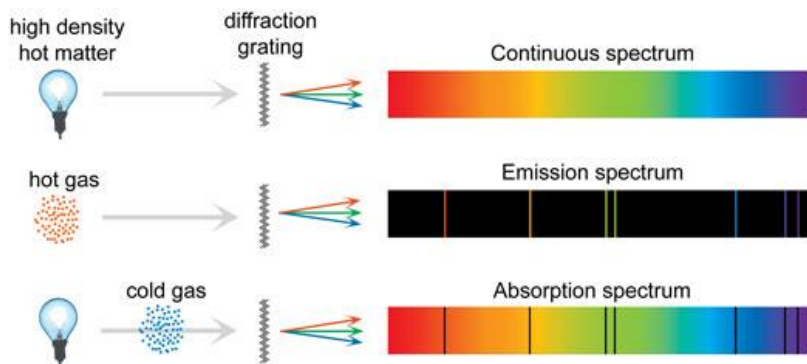 high density
hot matter
diffraction
grating
Continuous spectrum
hot gas
Emission spectrum
cold gas
Absorption spectrum